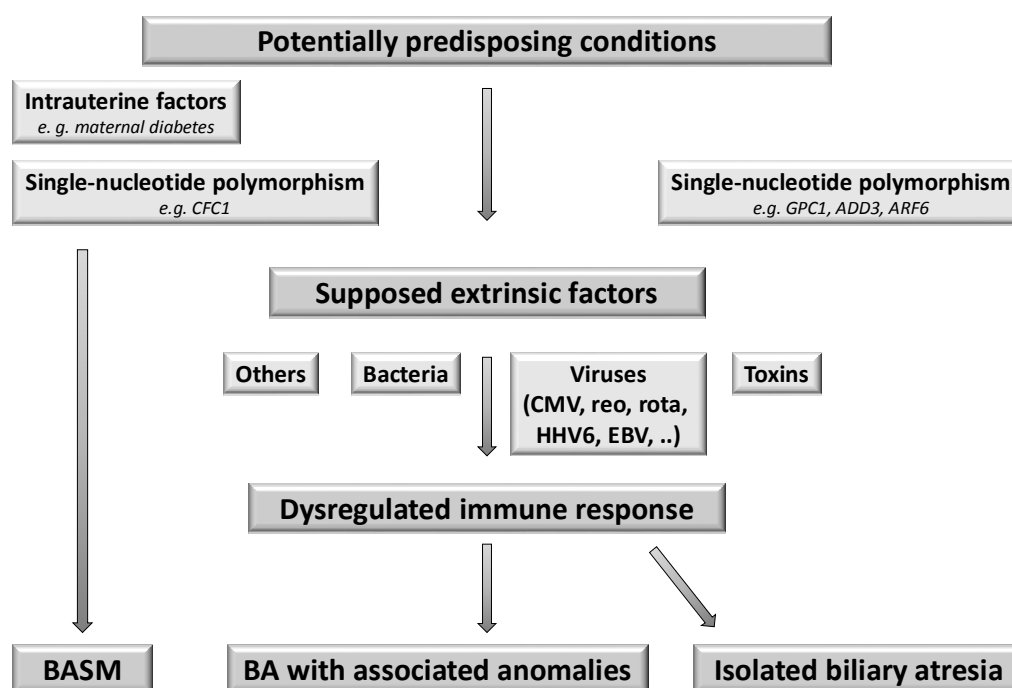 Potentially predisposing conditions
Intrauterine factors
e. g. maternal diabetes
Single-nucleotide polymorphism
e.g. CFC1
Single-nucleotide polymorphism
e.g. GPC1, ADD3, ARF6
Supposed extrinsic factors
Others
Bacteria
Viruses
(CMV, reo, rota,
HHV6, EBV, ..)
Toxins
Dysregulated immune response
BASM
BA with associated anomalies
Isolated biliary atresia